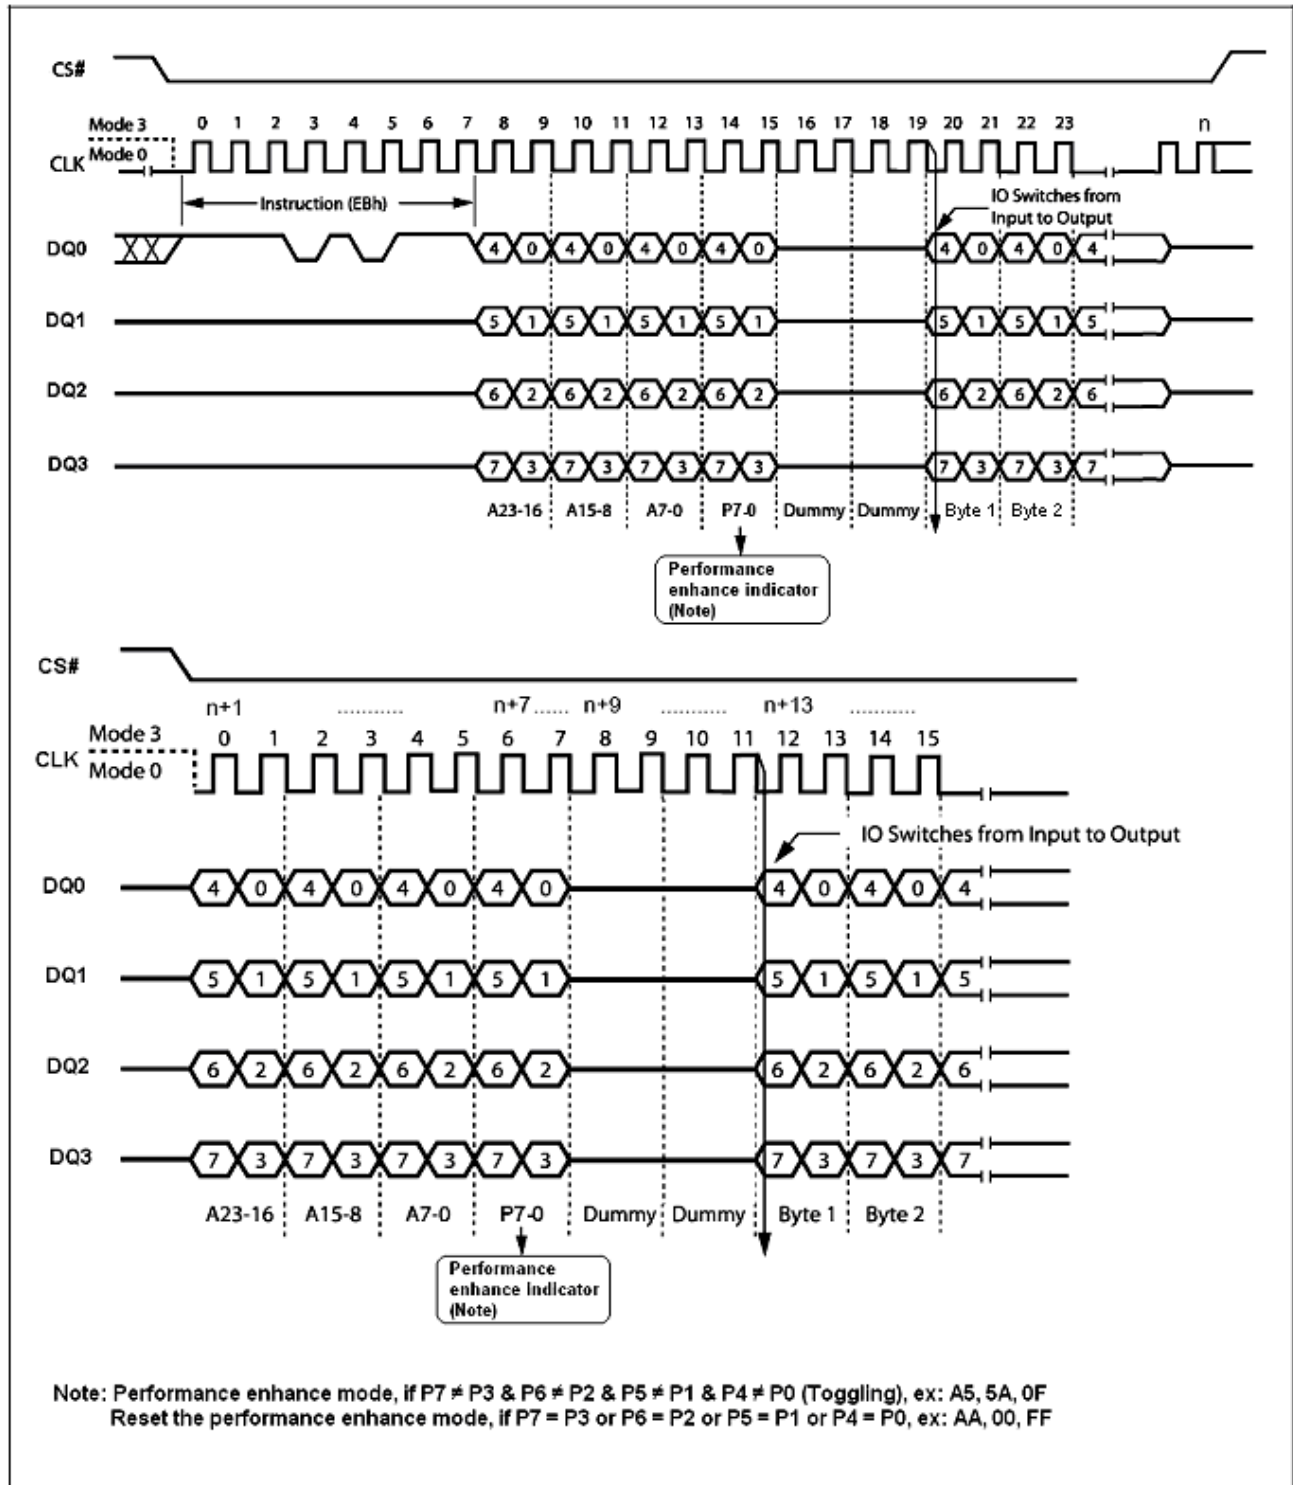 CS#
Mode 3
0 1 2 3 4 5 6 7 8 9 10 11 12 13 14 15 16 17 18 19 20 21 22 23 n
CLK Mode 0
Instruction (EBh)
IO Switches from
Input to Output
DQ0 4 0 4 0 4 0 4 0 4 0 4 0 4
DQ1 5 1 5 1 5 1 5 1 5 1 5 1 5
DQ2 6 2 6 2 6 2 6 2 6 2 6 2 6
DQ3 7 3 7 3 7 3 7 3 7 3 7 3 7
A23-16 A15-8 A7-0 P7-0 Dummy Dummy Byte 1 Byte 2
Performance
enhance indicator
(Note)
CS#
n+1 ............ n+7 ...... n+9 ............ n+13 ............
Mode 3
0 1 2 3 4 5 6 7 8 9 10 11 12 13 14 15
CLK Mode 0
IO Switches from Input to Output
DQ0 4 0 4 0 4 0 4 0 4 0 4 0 4
DQ1 5 1 5 1 5 1 5 1 5 1 5 1 5
DQ2 6 2 6 2 6 2 6 2 6 2 6 2 6
DQ3 7 3 7 3 7 3 7 3 7 3 7 3 7
A23-16 A15-8 A7-0 P7-0 Dummy Dummy Byte 1 Byte 2
Performance
enhance indicator
(Note)
Note: Performance enhance mode, if P7 ≠ P3 & P6 ≠ P2 & P5 ≠ P1 & P4 ≠ P0 (Toggling), ex: A5, 5A, 0F
Reset the performance enhance mode, if P7 = P3 or P6 = P2 or P5 = P1 or P4 = P0, ex: AA, 00, FF